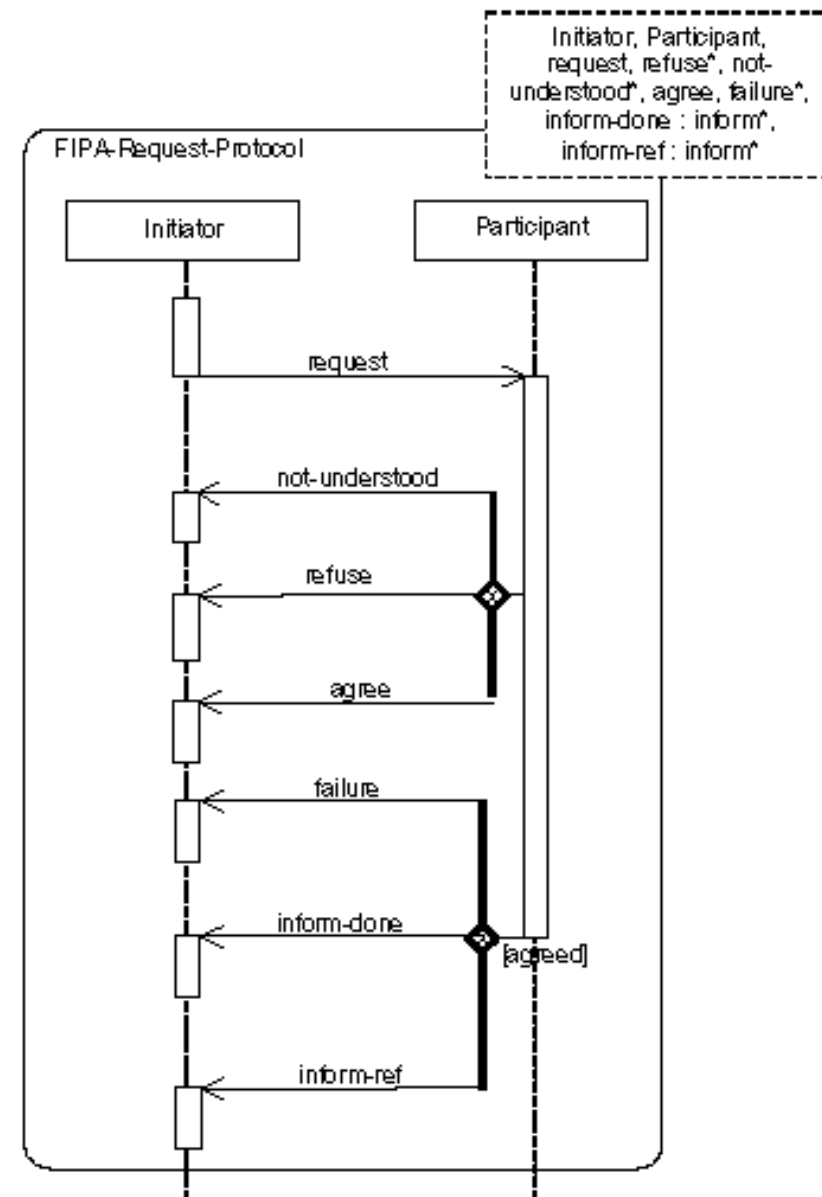 Initiator, Participant,
request, refuse*, not-
understood*, agree, failure*,
inform-done : inform*,
inform-ref : inform*
FIPA-Request-Protocol
Initiator
Participant
request
not-understood
refuse
agree
failure
inform-done
[agreed]
inform-ref